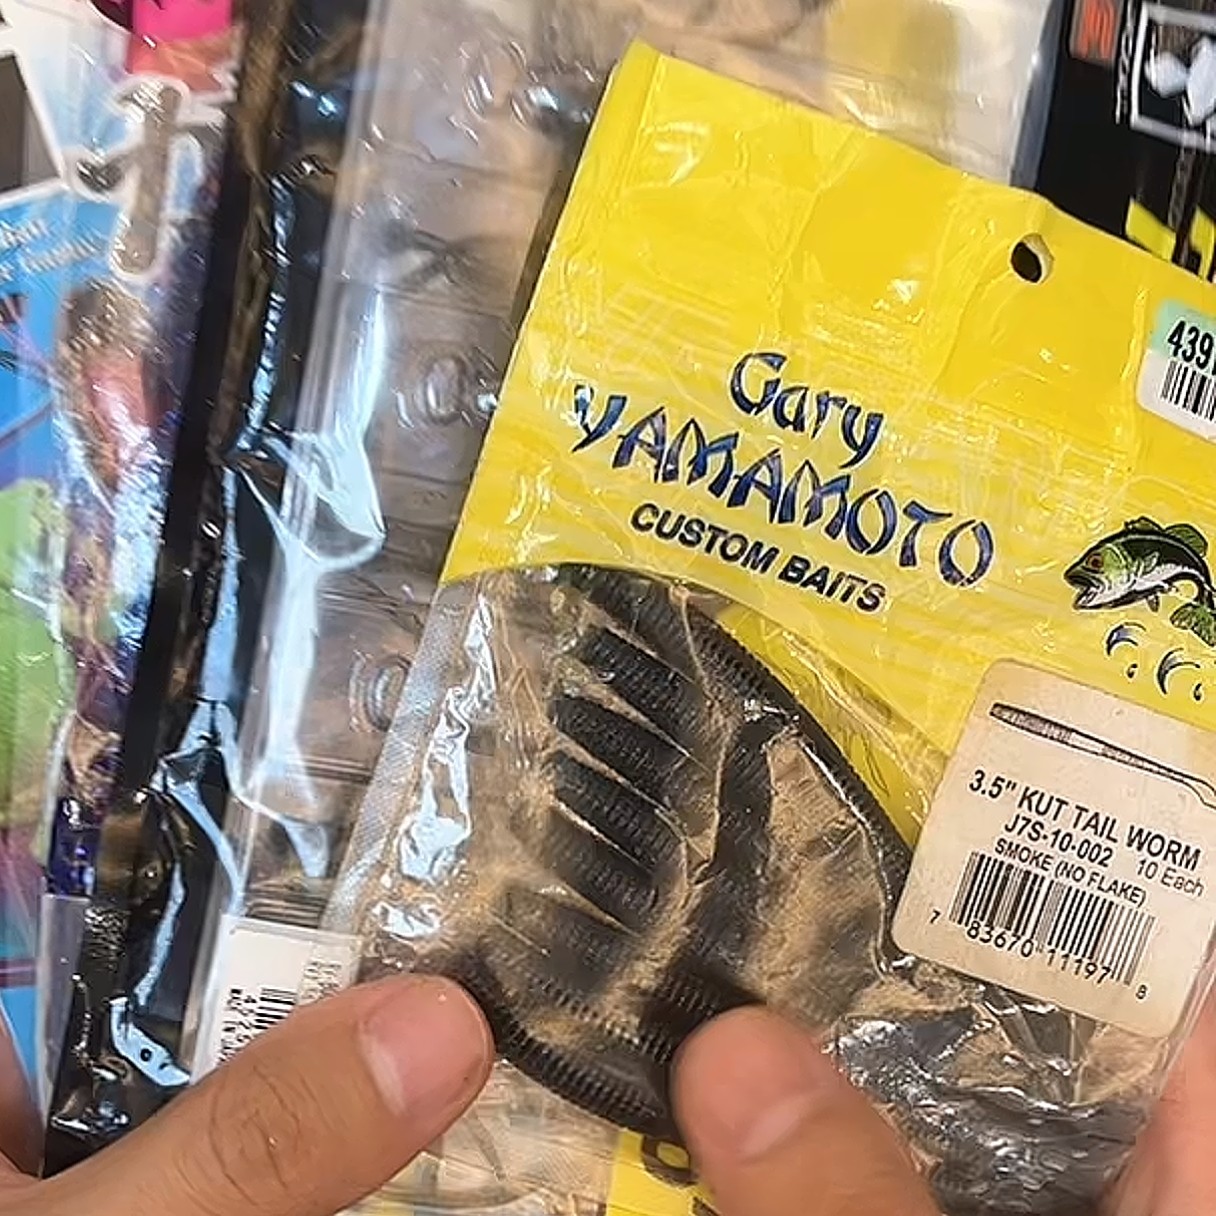 Gary
YAMAMOTO
CUSTOM BAITS
439
3.5" KUT TAIL WORM
J7S-10-002 10 Each
SMOKE (NO FLAKE)
7 83670 11197 8